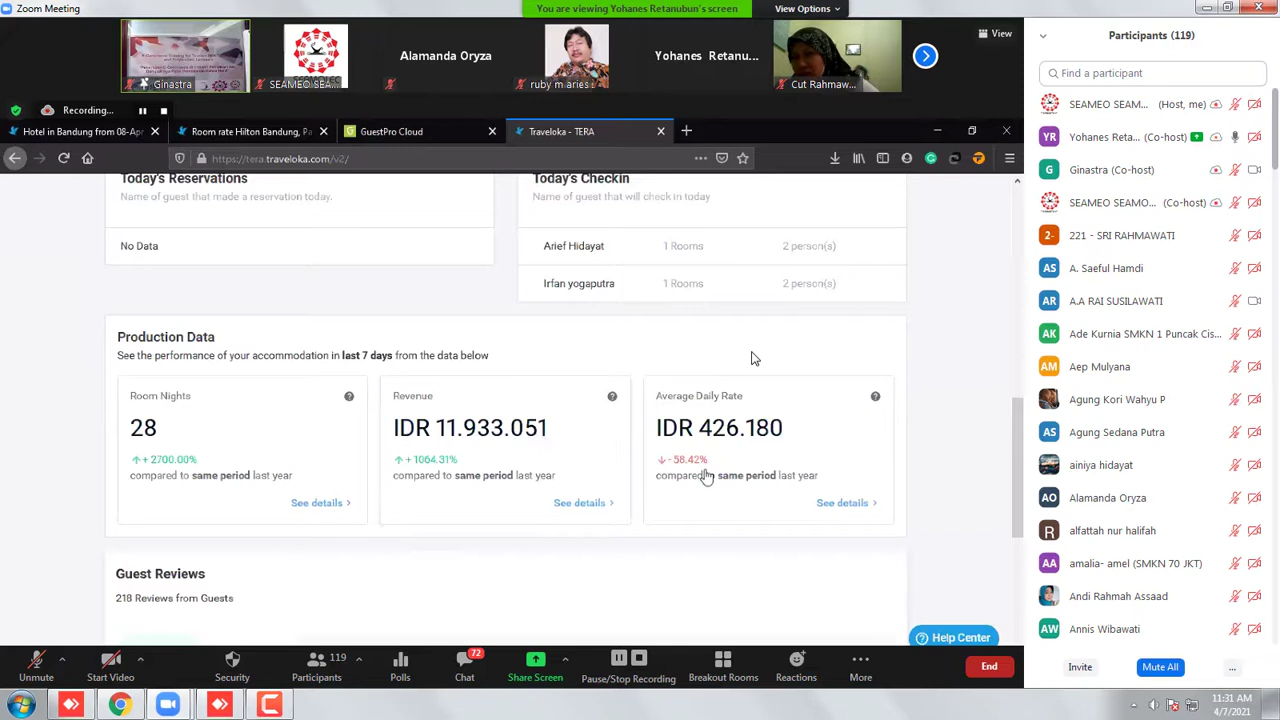 Zoom Meeting
You are viewing Yohanes Retanubun's screen
View Options
Ginastra
SEAMEO SEA...
Alamanda Oryza
ruby m aries
Yohanes Retanu...
Cut Rahmaw...
View
Recording...
Hotel in Bandung from 08-Apr
Room rate Hilton Bandung, Pa
GuestPro Cloud
Traveloka - TERA
https://tera.traveloka.com/v2/
Today's Reservations
Name of guest that made a reservation today.
No Data
Today's Checkin
Name of guest that will check in today
Arief Hidayat 1 Rooms 2 person(s)
Irfan yogaputra 1 Rooms 2 person(s)
Production Data
See the performance of your accommodation in last 7 days from the data below
Room Nights
28
+ 2700.00%
compared to same period last year
See details >
Revenue
IDR 11.933.051
+ 1064.31%
compared to same period last year
See details >
Average Daily Rate
IDR 426.180
- 58.42%
compared same period last year
See details >
Guest Reviews
218 Reviews from Guests
Help Center
Participants (119)
Find a participant
SEAMEO SEAM... (Host, me)
YR Yohanes Reta... (Co-host)
G Ginastra (Co-host)
SEAMEO SEAMO... (Co-host)
2- 221 - SRI RAHMAWATI
AS A. Saeful Hamdi
AR A.A RAI SUSILAWATI
AK Ade Kurnia SMKN 1 Puncak Cis...
AM Aep Mulyana
Agung Kori Wahyu P
AS Agung Sedana Putra
ainiya hidayat
AO Alamanda Oryza
R alfattah nur halifah
AA amalia- amel (SMKN 70 JKT)
Andi Rahmah Assaad
AW Annis Wibawati
Invite
Mute All
...
Unmute
Start Video
Security
119
Participants
Polls
72
Chat
Share Screen
Pause/Stop Recording
Breakout Rooms
Reactions
More
End
11:31 AM
4/7/2021